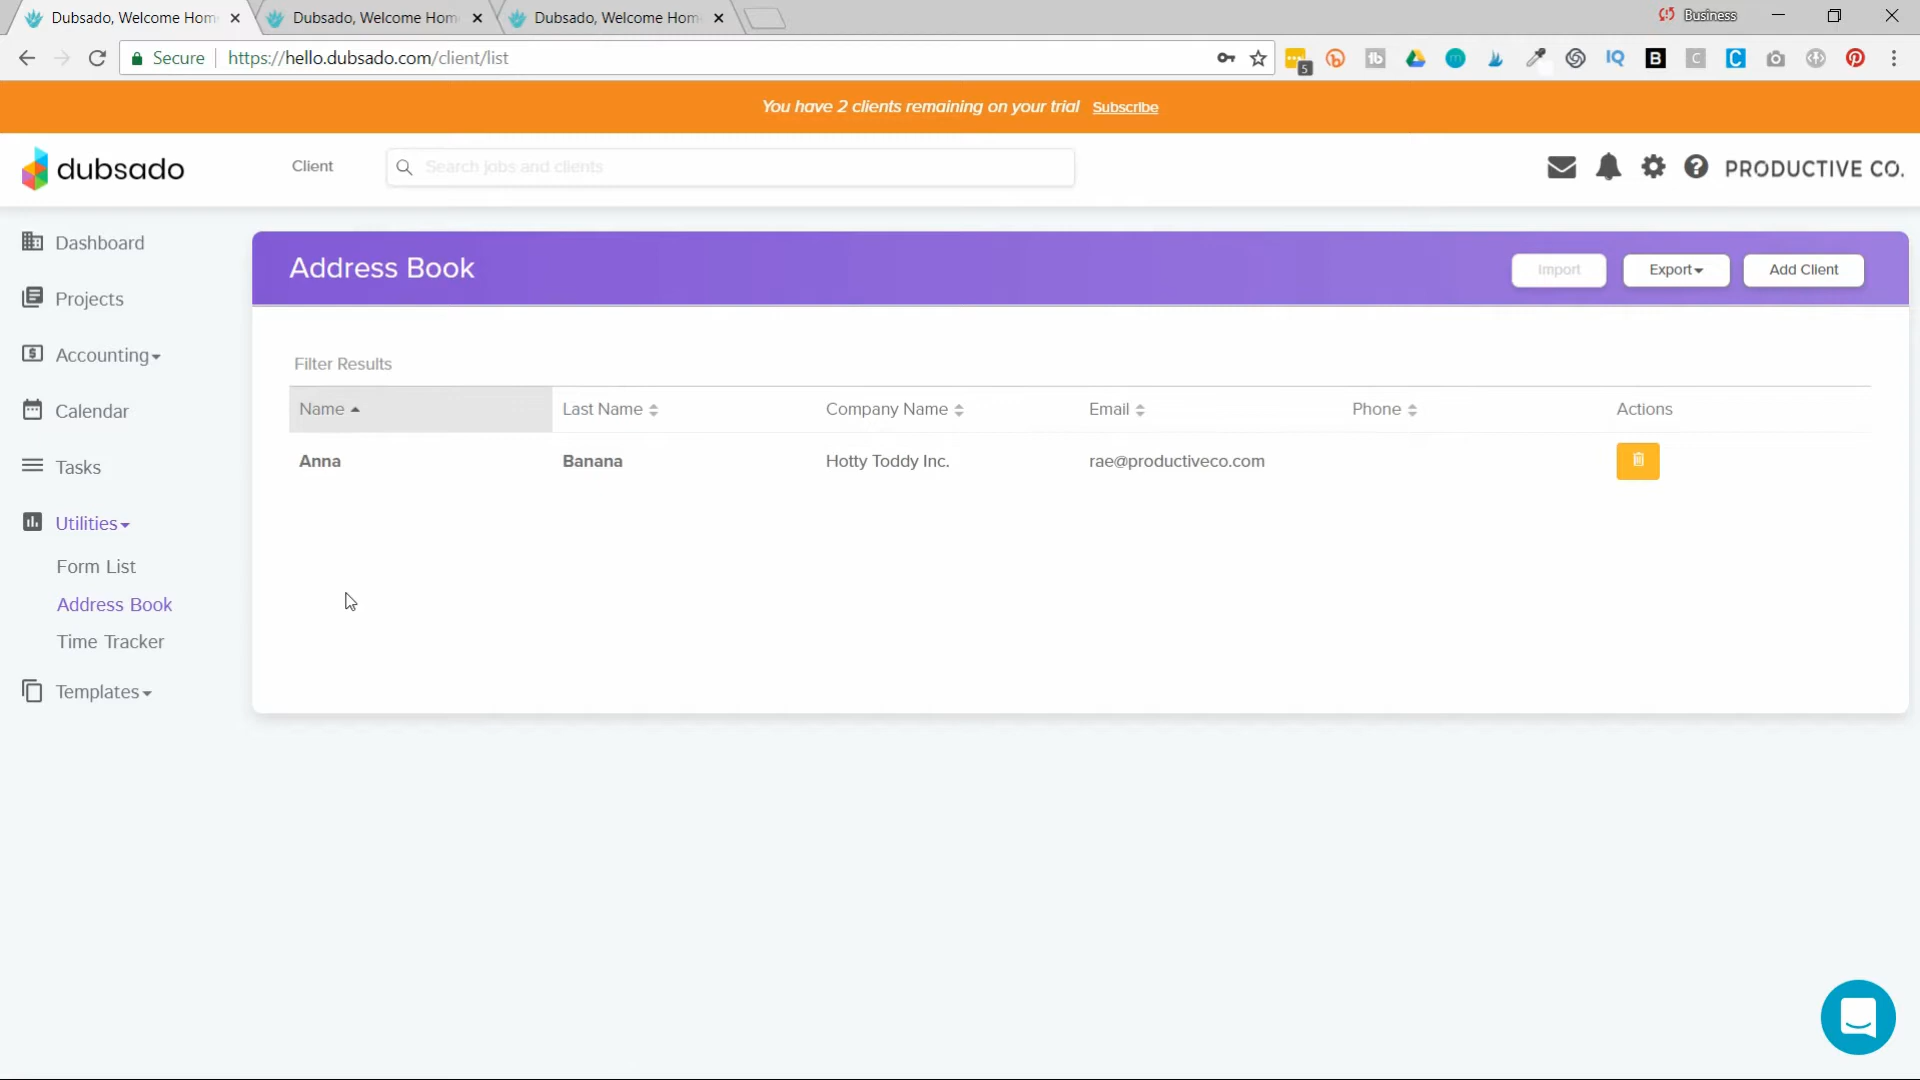 Dubsado, Welcome Hom
Dubsado, Welcome Hom
Dubsado, Welcome Hom
Business
Secure
https://hello.dubsado.com/client/list
5
You have 2 clients remaining on your trial Subscribe
dubsado
Client
Search jobs and clients
PRODUCTIVE CO.
Dashboard
Projects
Accounting
Calendar
Tasks
Utilities
Form List
Address Book
Time Tracker
Templates
Address Book
Import
Export
Add Client
Filter Results
Name Last Name Company Name Email Phone Actions
Anna Banana Hotty Toddy Inc. rae@productiveco.com